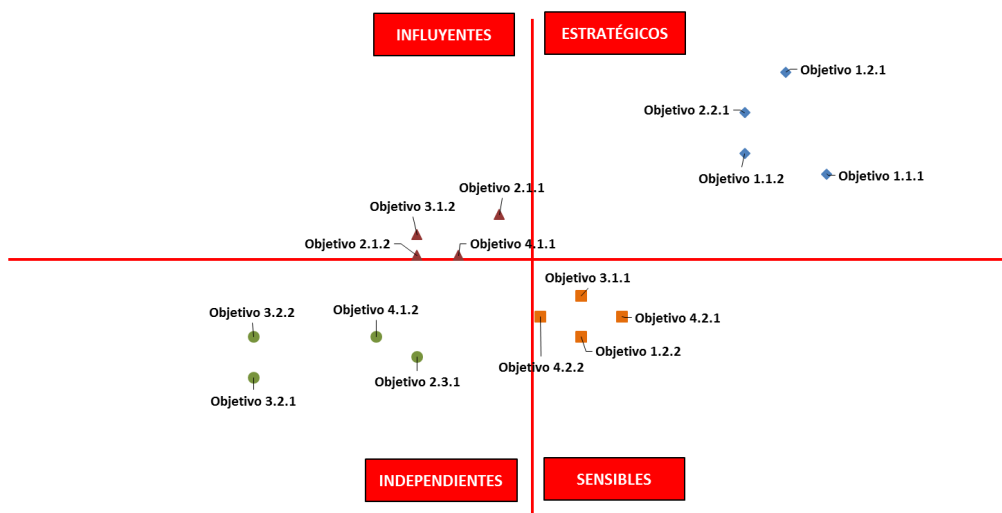 INFLUYENTES
ESTRATÉGICOS
Objetivo 1.2.1
Objetivo 2.2.1
Objetivo 1.1.2
Objetivo 1.1.1
Objetivo 2.1.1
Objetivo 3.1.2
Objetivo 2.1.2
Objetivo 4.1.1
Objetivo 3.1.1
Objetivo 3.2.2
Objetivo 4.1.2
Objetivo 4.2.1
Objetivo 1.2.2
Objetivo 4.2.2
Objetivo 2.3.1
Objetivo 3.2.1
INDEPENDIENTES
SENSIBLES